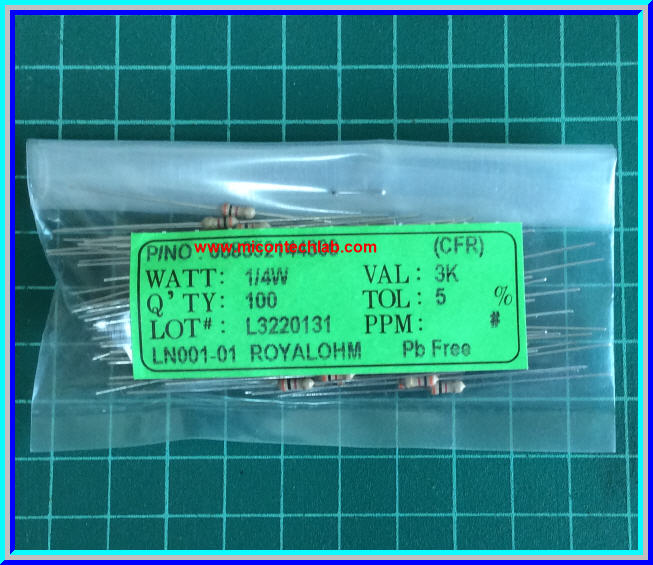 P/NO :
www.misontechlab.com
(CFR)
WATT: 1/4W VAL: 3K
Q'TY: 100 TOL: 5 %
LOT#: L3220131 PPM: #
LN001-01 ROYALOHM Pb Free